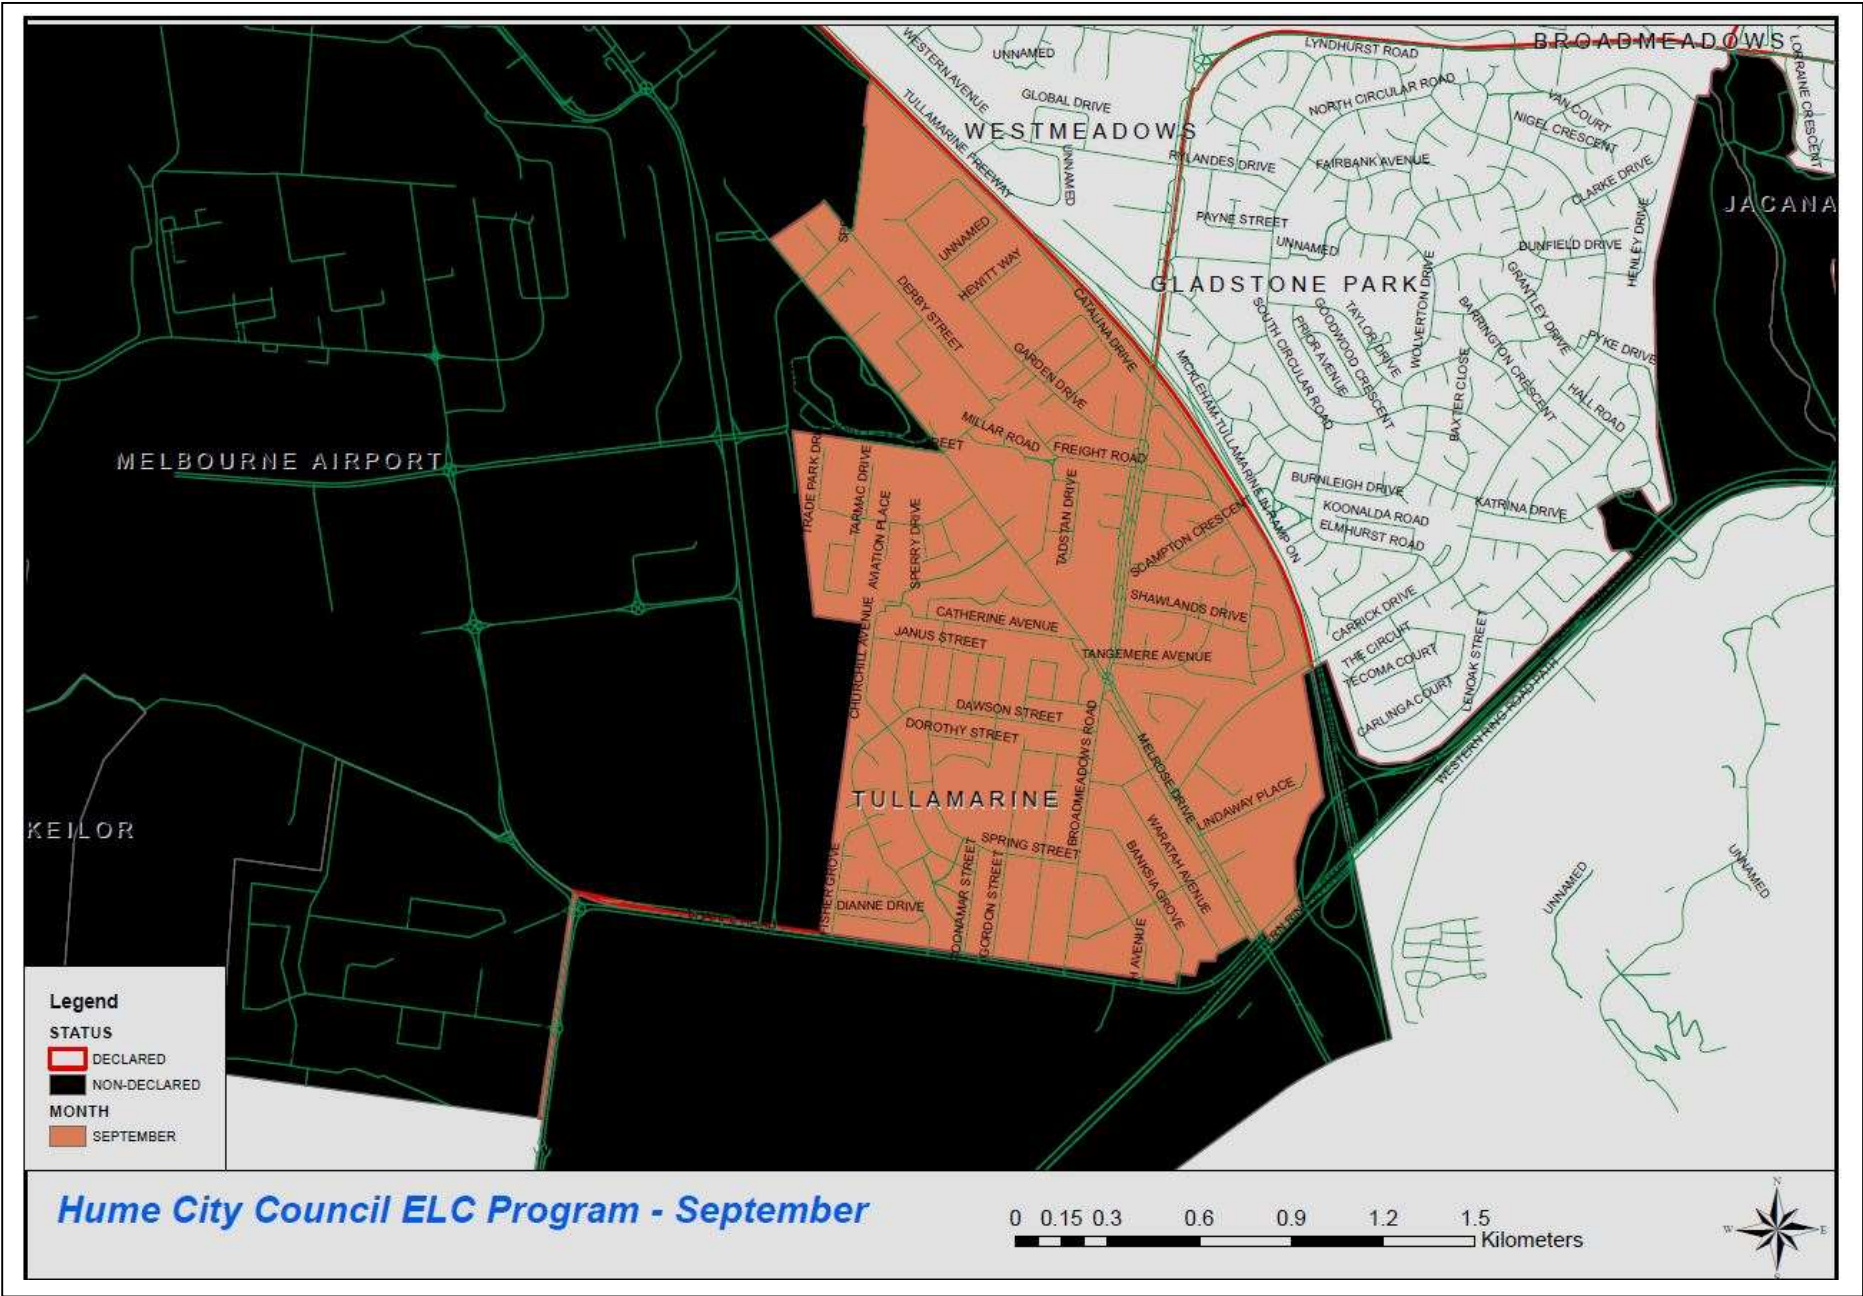 BROADMEADOWS
LYNDHURST ROAD
LORRAINE CRESCENT
WESTERN AVENUE
UNNAMED
GLOBAL DRIVE
NORTH CIRCULAR ROAD
VAN COURT
NIGEL CRESCENT
TULLAMARINE FREEWAY
WESTMEADOWS
UNNAMED
RYLANDES DRIVE
FAIRBANK AVENUE
CLARKE DRIVE
JACANA
PAYNE STREET
UNNAMED
DUNFIELD DRIVE
HENLEY DRIVE
UNNAMED
HEWITT WAY
GLADSTONE PARK
WOLVERTON DRIVE
GRANTLEY DRIVE
DERBY STREET
CATALINA DRIVE
SOUTH CIRCULAR ROAD
PRIOR AVENUE
GOODWOOD CRESCENT
TAYLOR DRIVE
BARRINGTON CRESCENT
PYKE DRIVE
GARDEN DRIVE
MICKLEHAM-TULLAMARINE IN RAMP ON
BAXTER CLOSE
HALL ROAD
MELBOURNE AIRPORT
MILLAR ROAD
FREIGHT ROAD
TRADE PARK DRI
TARMAC DRIVE
AVIATION PLACE
SPERRY DRIVE
TADSTAN DRIVE
SCAMPTON CRESCENT
BURNLEIGH DRIVE
KOONALDA ROAD
ELMHURST ROAD
KATRINA DRIVE
CATHERINE AVENUE
SHAWLANDS DRIVE
JANUS STREET
TANGEMERE AVENUE
CHURCHILL AVENUE
CARRICK DRIVE
THE CIRCUIT
TECOMA COURT
LENOAK STREET
CARLINGA COURT
DAWSON STREET
DOROTHY STREET
BROADMEADOWS ROAD
MELROSE DRIVE
WESTERN RING ROAD PATH
TULLAMARINE
LINDAWAY PLACE
KEILOR
SPRING STREET
WARATAH AVENUE
BANKSIA GROVE
UNNAMED
UNNAMED
FISHER GROVE
DIANNE DRIVE
GORDON STREET
H AVENUE
Legend
STATUS
DECLARED
NON-DECLARED
MONTH
SEPTEMBER
Hume City Council ELC Program - September
0 0.15 0.3 0.6 0.9 1.2 1.5
Kilometers
N
W E
S